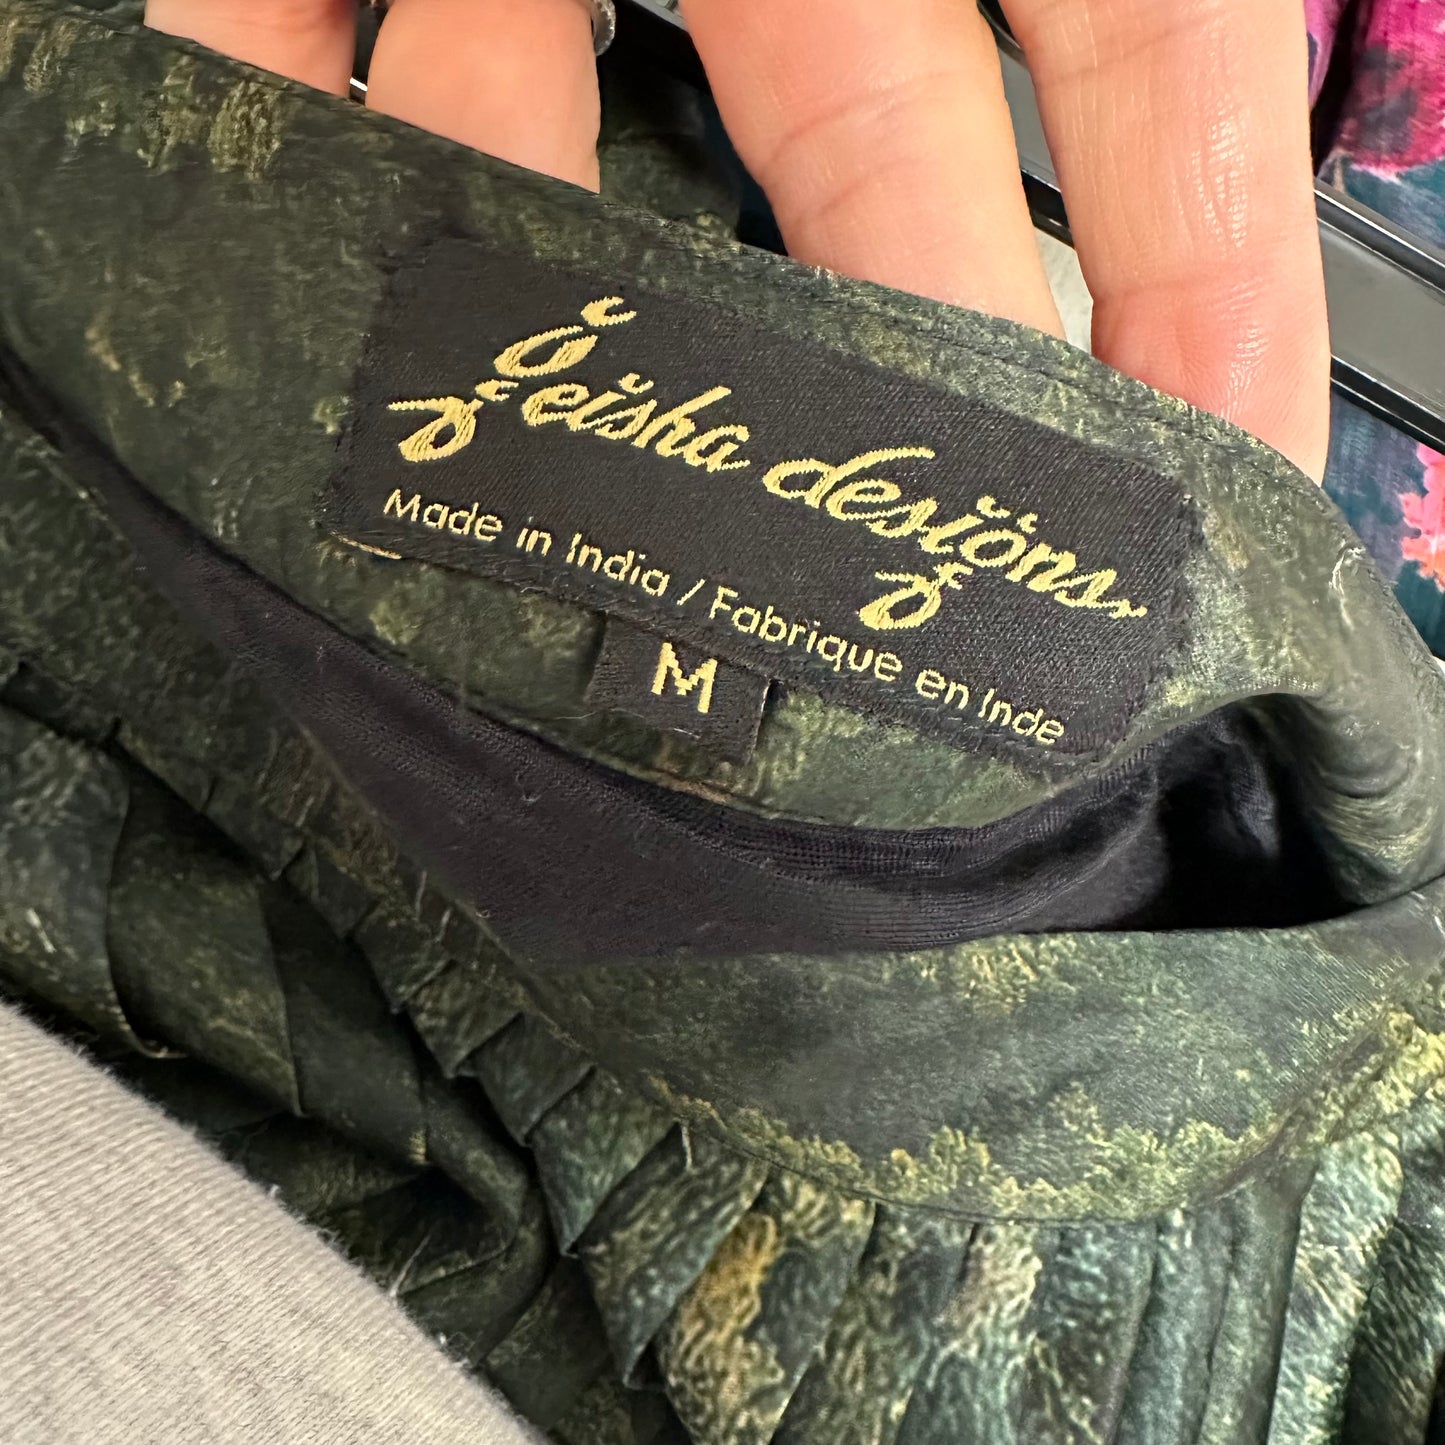 geisha designs
Made in India / Fabrique en Inde
M